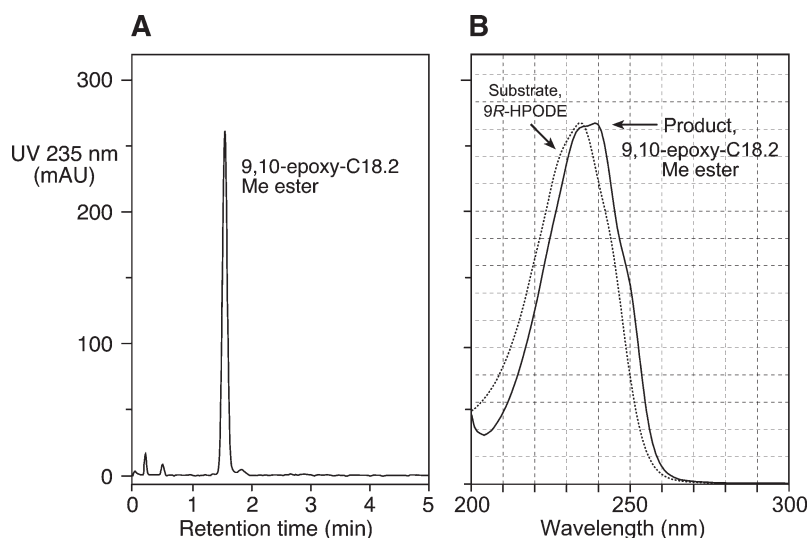 A
300
200
100
0
UV 235 nm
(mAU)
9,10-epoxy-C18.2
Me ester
0 1 2 3 4 5
Retention time (min)
B
Substrate,
9R-HPODE
Product,
9,10-epoxy-C18.2
Me ester
200 250 300
Wavelength (nm)